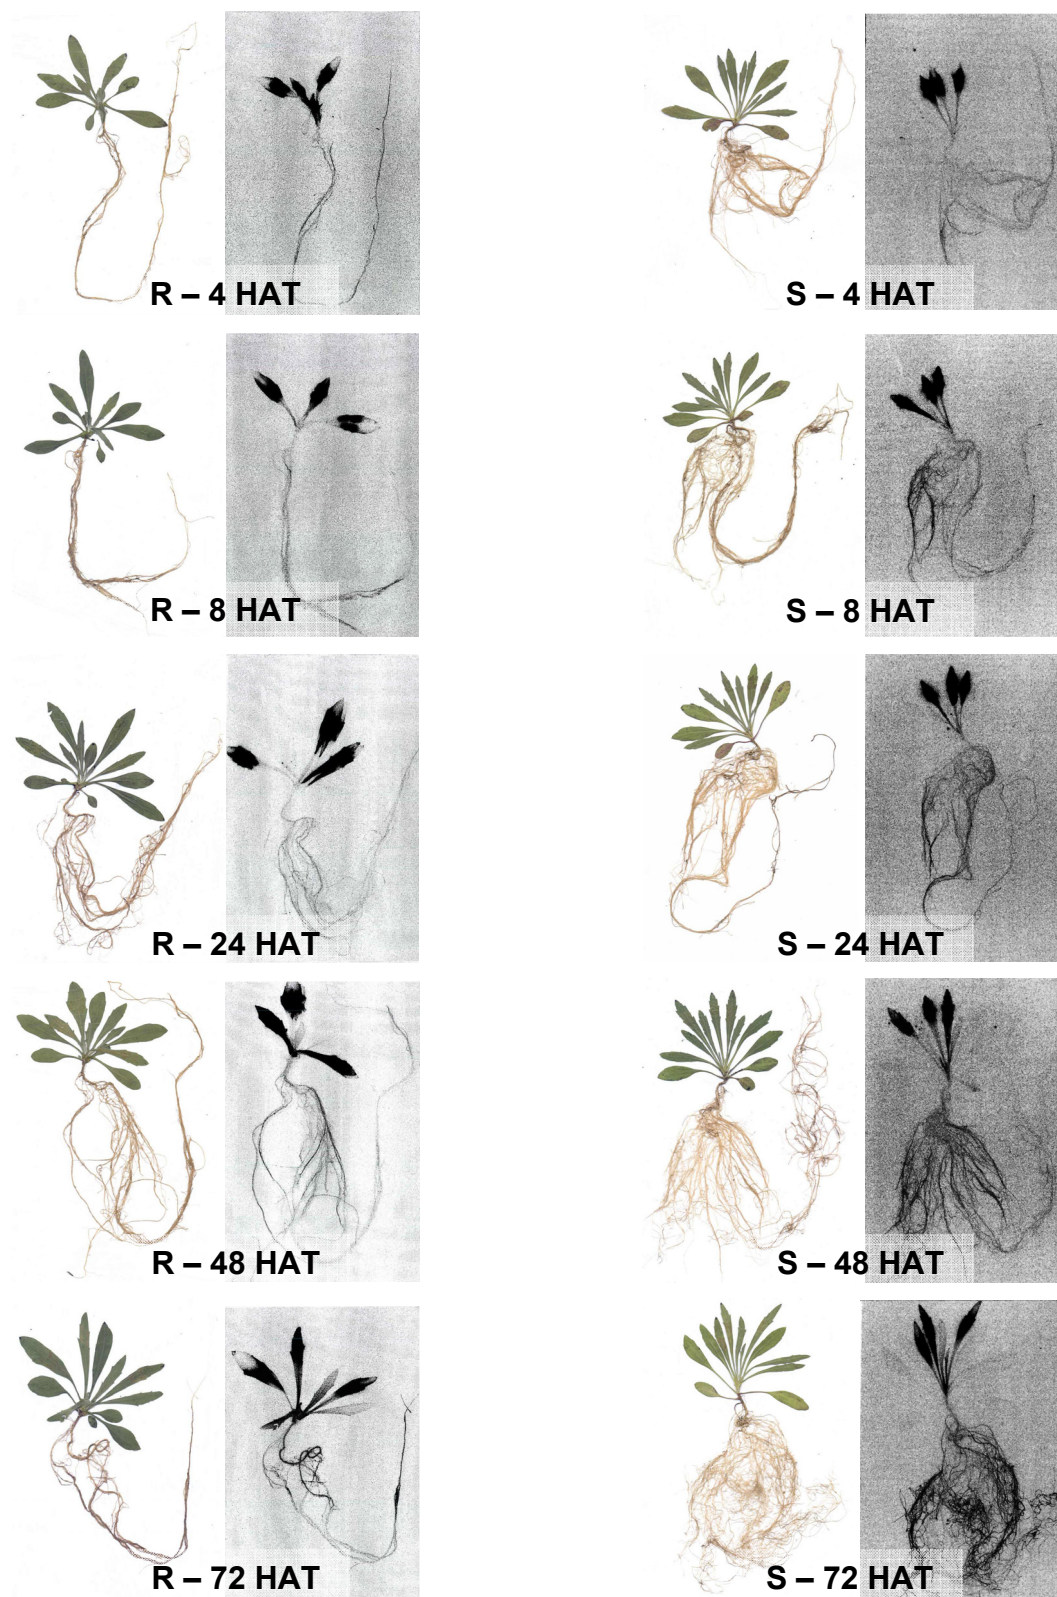 R – 4 HAT
S – 4 HAT
R – 8 HAT
S – 8 HAT
R – 24 HAT
S – 24 HAT
R – 48 HAT
S – 48 HAT
R – 72 HAT
S – 72 HAT